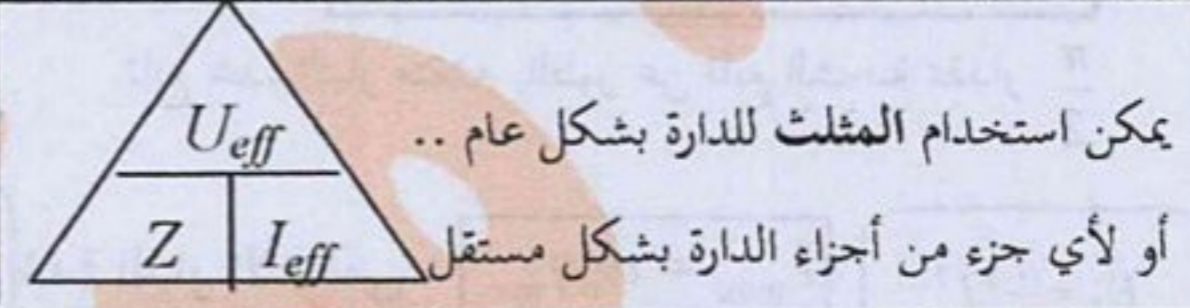 يمكن استخدام المثلث للدارة بشكل عام ..
أو لأي جزء من أجزاء الدارة بشكل مستقل
U_eff
Z I_eff